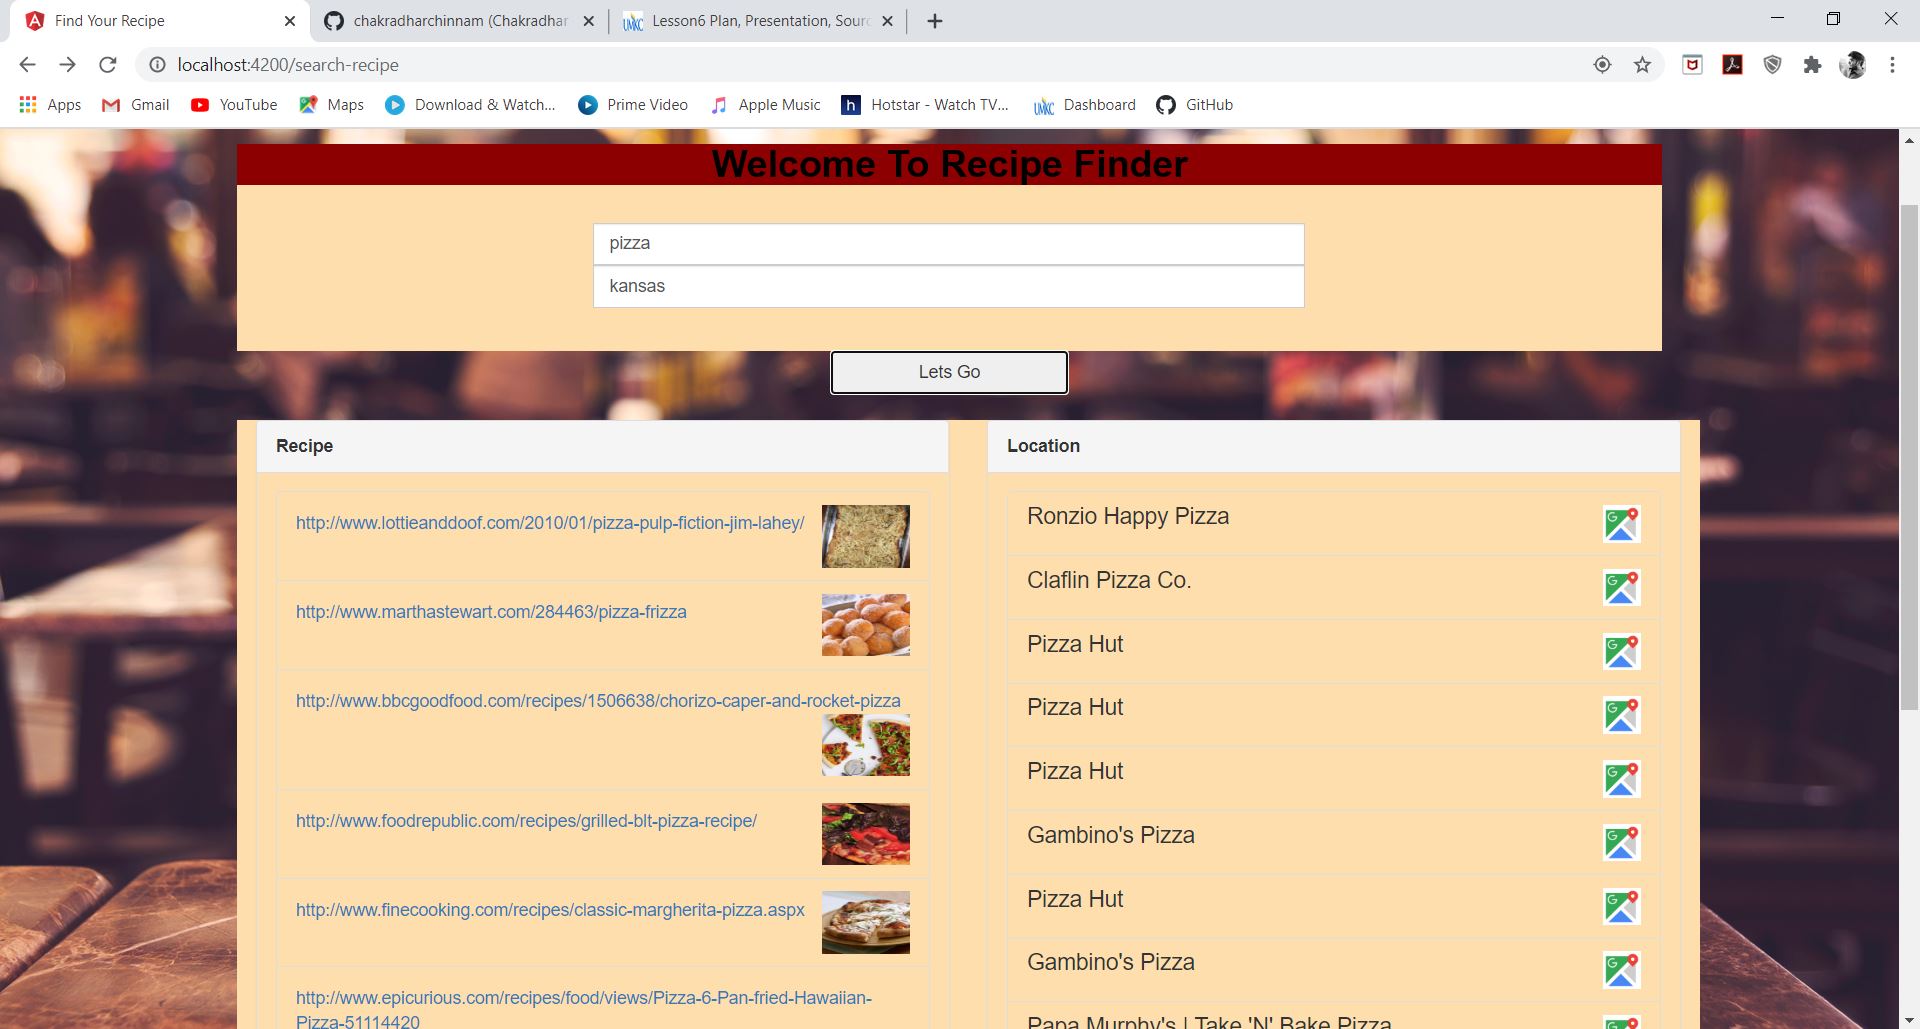 Find Your Recipe
chakradharchinnam (Chakradhar
UMKC
Lesson6 Plan, Presentation, Sourc
localhost:4200/search-recipe
Apps
Gmail
YouTube
Maps
Download & Watch...
Prime Video
Apple Music
h
Hotstar - Watch TV...
UMKC
Dashboard
GitHub
Welcome To Recipe Finder
pizza
kansas
Lets Go
Recipe
Location
http://www.lottieanddoof.com/2010/01/pizza-pulp-fiction-jim-lahey/
Ronzio Happy Pizza
Claflin Pizza Co.
http://www.marthastewart.com/284463/pizza-frizza
Pizza Hut
http://www.bbcgoodfood.com/recipes/1506638/chorizo-caper-and-rocket-pizza
Pizza Hut
Pizza Hut
http://www.foodrepublic.com/recipes/grilled-blt-pizza-recipe/
Gambino's Pizza
http://www.finecooking.com/recipes/classic-margherita-pizza.aspx
Pizza Hut
Gambino's Pizza
http://www.epicurious.com/recipes/food/views/Pizza-6-Pan-fried-Hawaiian-
Pizza-51114420
Papa Murphy's | Take 'N' Bake Pizza